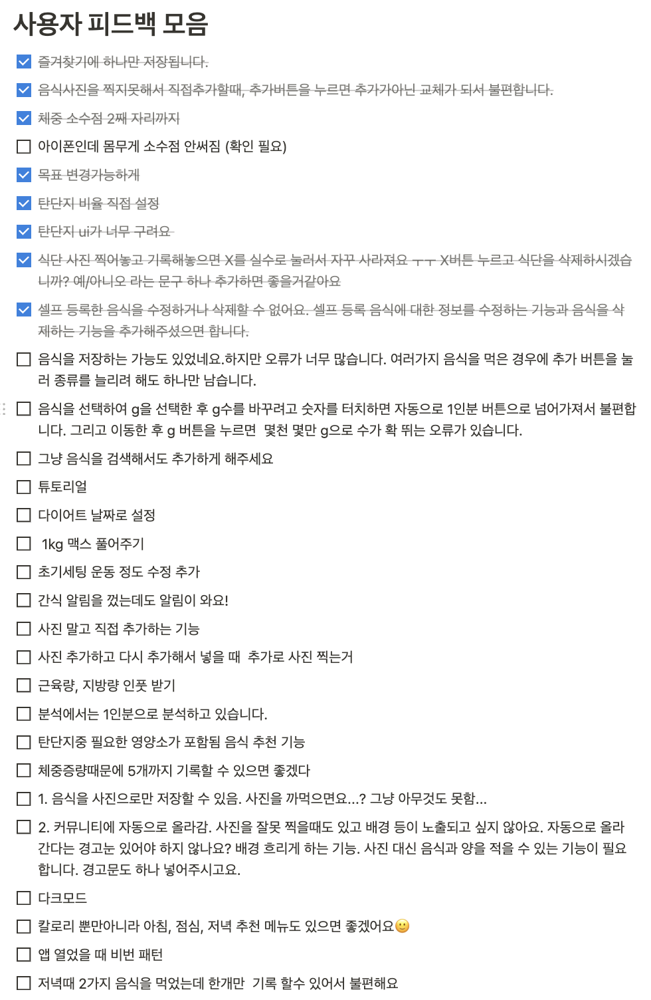 사용자 피드백 모음
즐겨찾기에 하나만 저장됩니다.
음식사진을 찍지못해서 직접추가할때, 추가버튼을 누르면 추가가아닌 교체가 되서 불편합니다.
체중 소수점 2째 자리까지
아이폰인데 몸무게 소수점 안써짐 (확인 필요)
목표 변경가능하게
탄단지 비율 직접 설정
탄단지 ui가 너무 구려요
식단 사진 찍어놓고 기록해놓으면 X를 실수로 눌러서 자꾸 사라져요 ㅜㅜ X버튼 누르고 식단을 삭제하시겠습
니까? 예/아니오 라는 문구 하나 추가하면 좋을거같아요
셀프 등록한 음식을 수정하거나 삭제할 수 없어요. 셀프 등록 음식에 대한 정보를 수정하는 기능과 음식을 삭
제하는 기능을 추가해주셨으면 합니다.
음식을 저장하는 가능도 있었네요.하지만 오류가 너무 많습니다. 여러가지 음식을 먹은 경우에 추가 버튼을 눌
러 종류를 늘리려 해도 하나만 남습니다.
음식을 선택하여 g을 선택한 후 g수를 바꾸려고 숫자를 터치하면 자동으로 1인분 버튼으로 넘어가져서 불편합
니다. 그리고 이동한 후 g 버튼을 누르면  몇천 몇만 g으로 수가 확 뛰는 오류가 있습니다.
그냥 음식을 검색해서도 추가하게 해주세요
튜토리얼
다이어트 날짜로 설정
1kg 맥스 풀어주기
초기세팅 운동 정도 수정 추가
간식 알림을 껐는데도 알림이 와요!
사진 말고 직접 추가하는 기능
사진 추가하고 다시 추가해서 넣을 때  추가로 사진 찍는거
근육량, 지방량 인풋 받기
분석에서는 1인분으로 분석하고 있습니다.
탄단지중 필요한 영양소가 포함됨 음식 추천 기능
체중증량때문에 5개까지 기록할 수 있으면 좋겠다
1. 음식을 사진으로만 저장할 수 있음. 사진을 까먹으면요...? 그냥 아무것도 못함...
2. 커뮤니티에 자동으로 올라감. 사진을 잘못 찍을때도 있고 배경 등이 노출되고 싶지 않아요. 자동으로 올라
간다는 경고눈 있어야 하지 않나요? 배경 흐리게 하는 기능. 사진 대신 음식과 양을 적을 수 있는 기능이 필요
합니다. 경고문도 하나 넣어주시고요.
다크모드
칼로리 뿐만아니라 아침, 점심, 저녁 추천 메뉴도 있으면 좋겠어요🙂
앱 열었을 때 비번 패턴
저녁때 2가지 음식을 먹었는데 한개만  기록 할수 있어서 불편해요